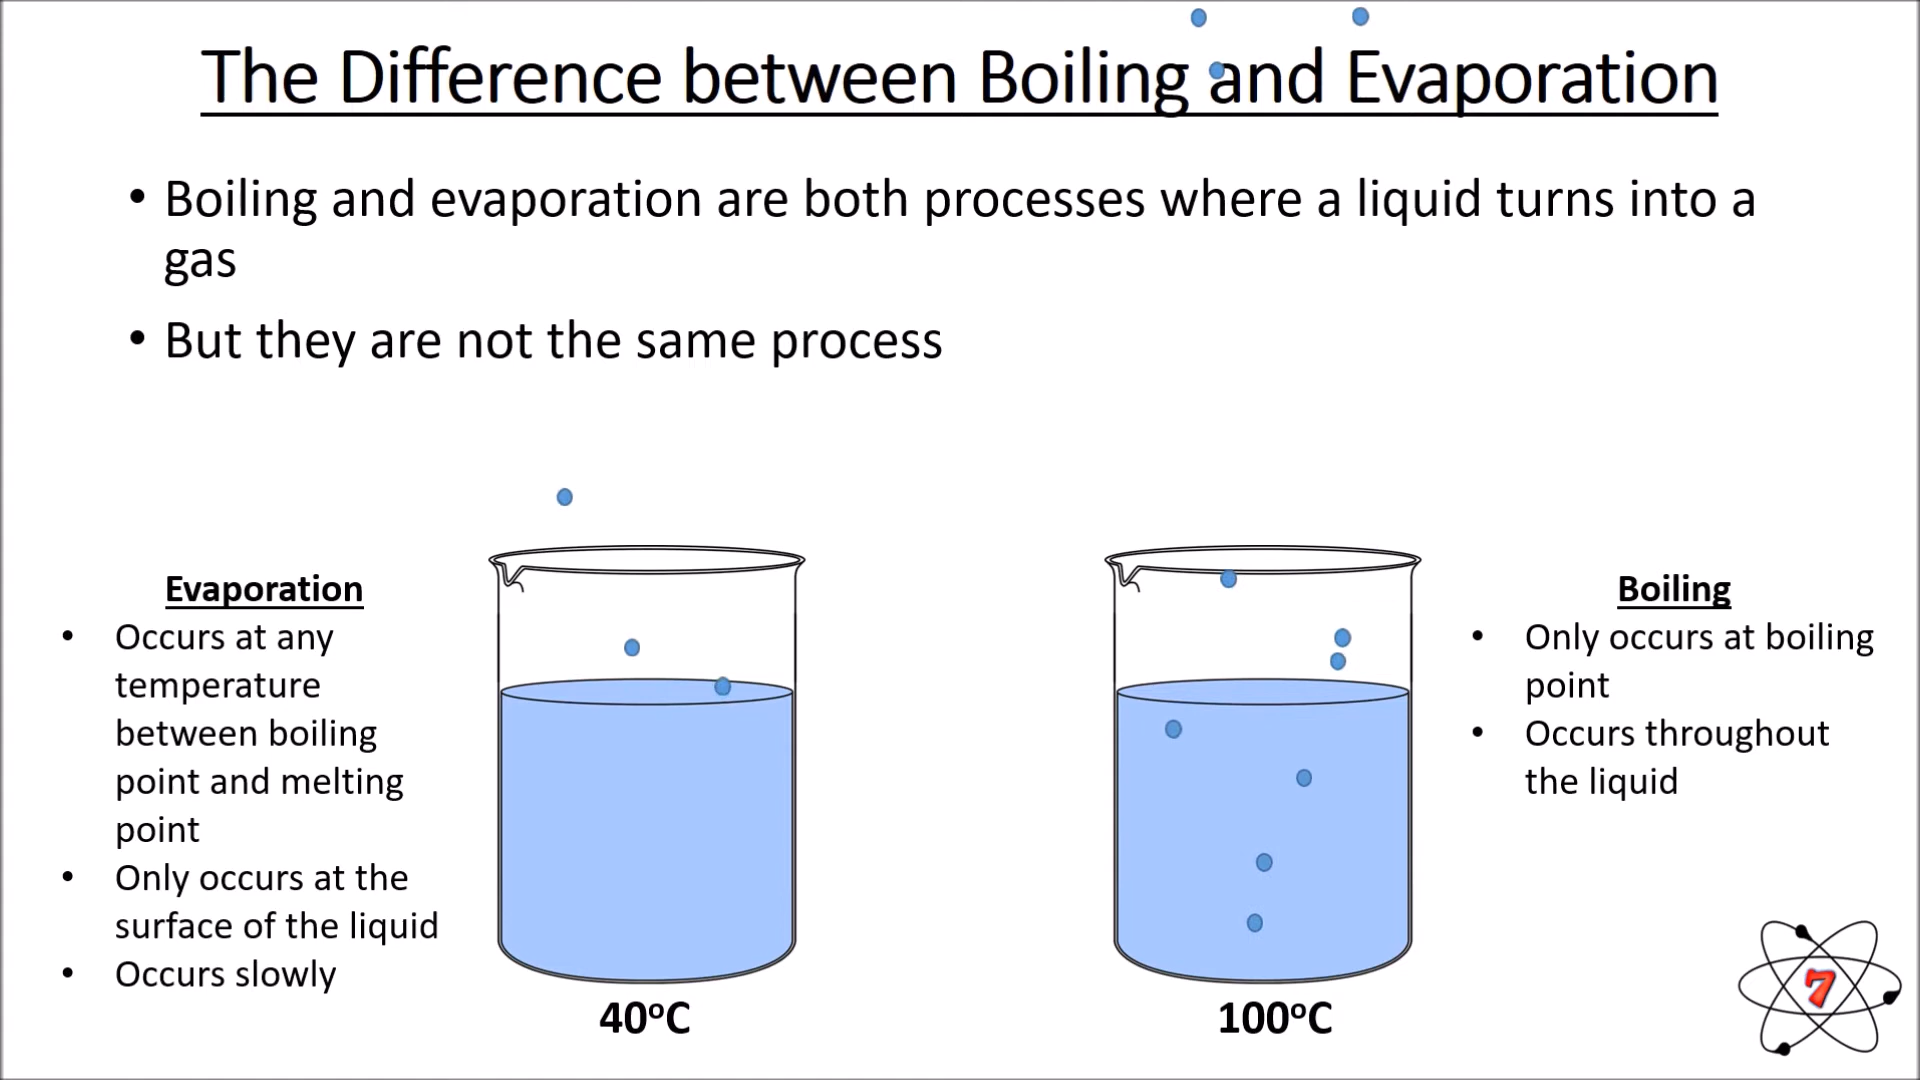 The Difference between Boiling and Evaporation
• Boiling and evaporation are both processes where a liquid turns into a
gas
• But they are not the same process
Evaporation
• Occurs at any
temperature
between boiling
point and melting
point
• Only occurs at the
surface of the liquid
• Occurs slowly
40°C
100°C
Boiling
• Only occurs at boiling
point
• Occurs throughout
the liquid
7